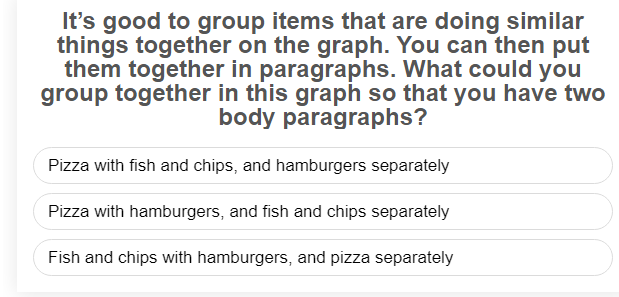 It’s good to group items that are doing similar
things together on the graph. You can then put
them together in paragraphs. What could you
group together in this graph so that you have two
body paragraphs?
Pizza with fish and chips, and hamburgers separately
Pizza with hamburgers, and fish and chips separately
Fish and chips with hamburgers, and pizza separately